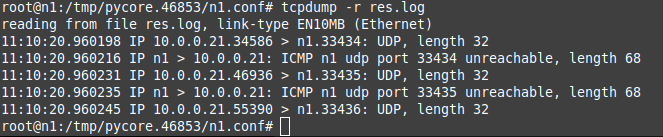 root@n1:/tmp/pycore.46853/n1.conf# tcpdump -r res.log
reading from file res.log, link-type EN10MB (Ethernet)
11:10:20.960198 IP 10.0.0.21.34586 > n1.33434: UDP, length 32
11:10:20.960216 IP n1 > 10.0.0.21: ICMP n1 udp port 33434 unreachable, length 68
11:10:20.960231 IP 10.0.0.21.46936 > n1.33435: UDP, length 32
11:10:20.960235 IP n1 > 10.0.0.21: ICMP n1 udp port 33435 unreachable, length 68
11:10:20.960245 IP 10.0.0.21.55390 > n1.33436: UDP, length 32
root@n1:/tmp/pycore.46853/n1.conf#